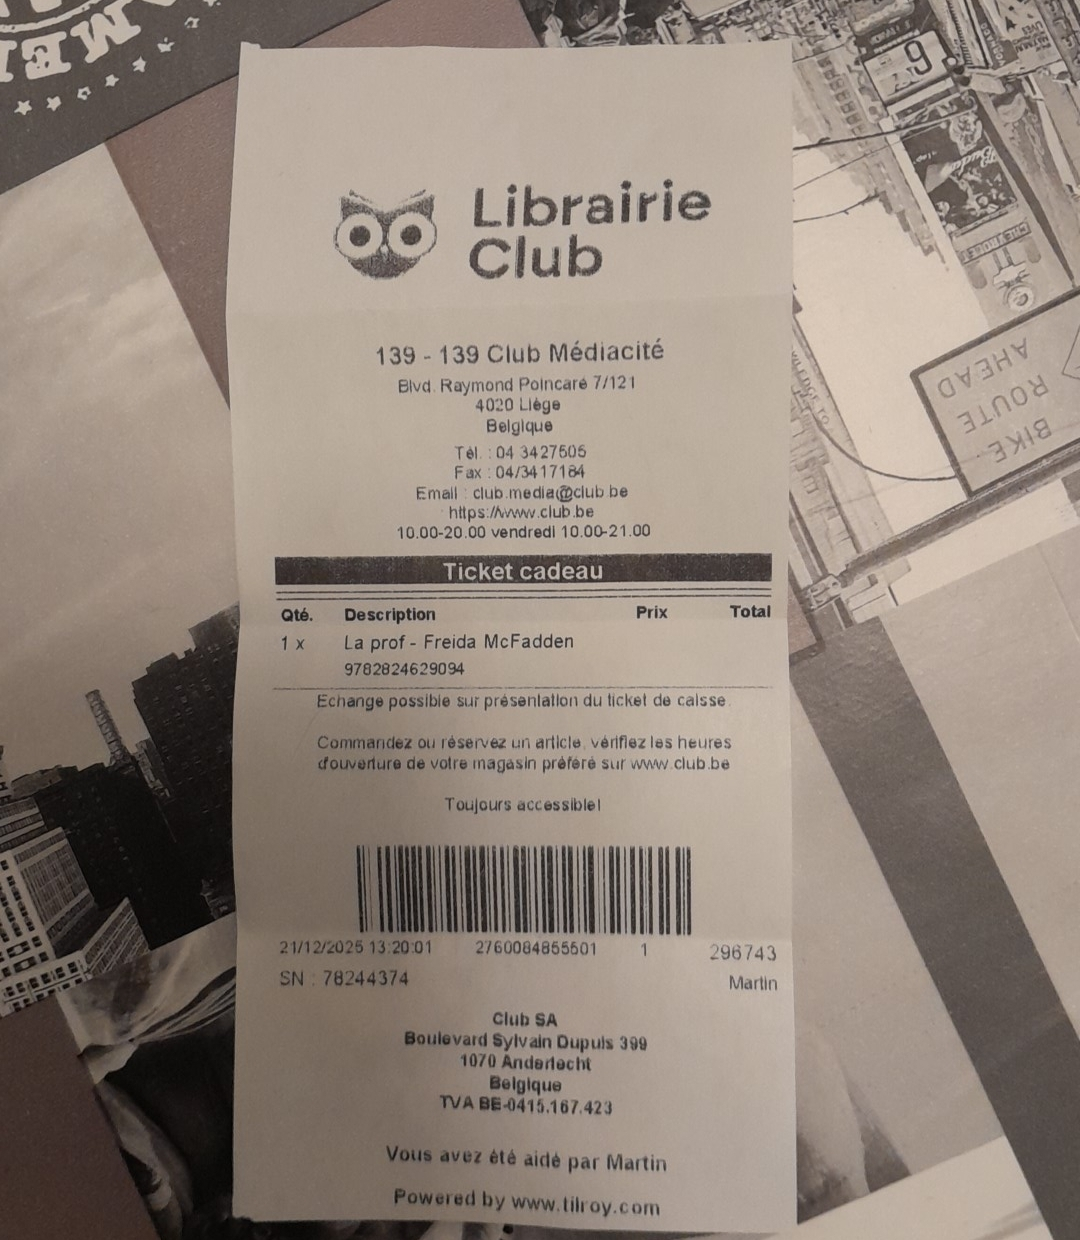 Librairie
Club
139 - 139 Club Médiacité
Blvd. Raymond Poincaré 7/121
4020 Liège
Belgique
Tél. : 04 3427505
Fax : 04/3417184
Email : club.media@club.be
https://www.club.be
10.00-20.00 vendredi 10.00-21.00
Ticket cadeau
Qté. Description Prix Total
1 x La prof - Freida McFadden
9782824629094
Echange possible sur présentation du ticket de caisse.
Commandez ou réservez un article, vérifiez les heures
d'ouverture de votre magasin préféré sur www.club.be
Toujours accessible!
21/12/2025 13:20:01 2760084855501 1 296743
SN : 78244374 Martin
Club SA
Boulevard Sylvain Dupuis 399
1070 Anderlecht
Belgique
TVA BE-0415.167.423
Vous avez été aidé par Martin
Powered by www.tilroy.com
BIKE
ROUTE
AHEAD